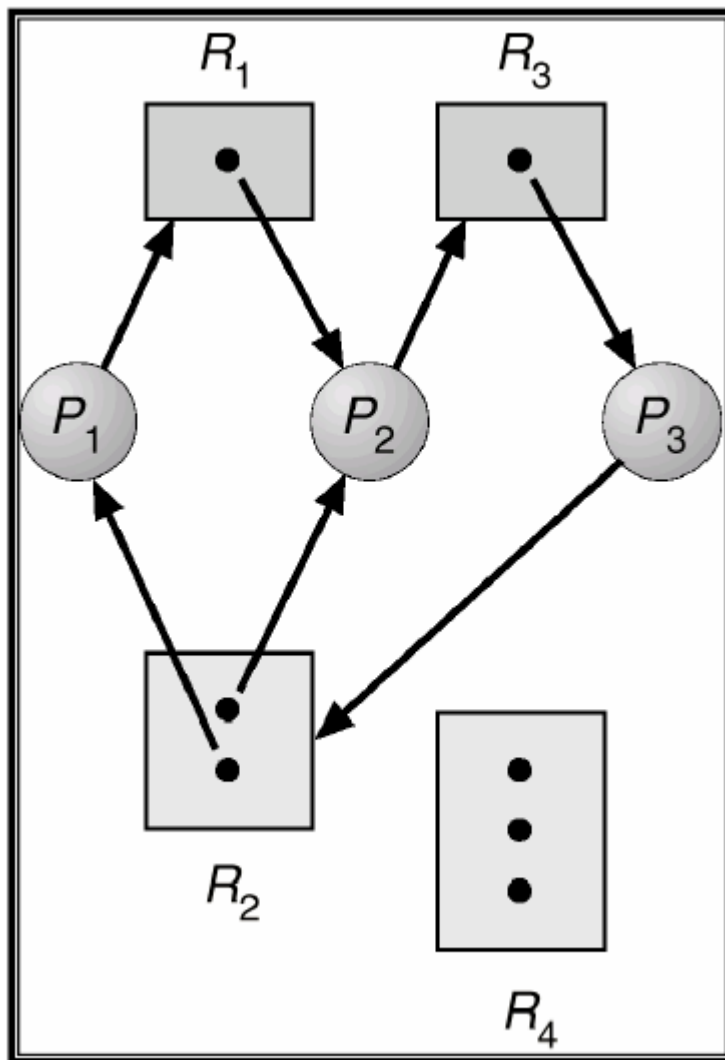 R₁ R₃
P₁ P₂ P₃
R₂
R₄